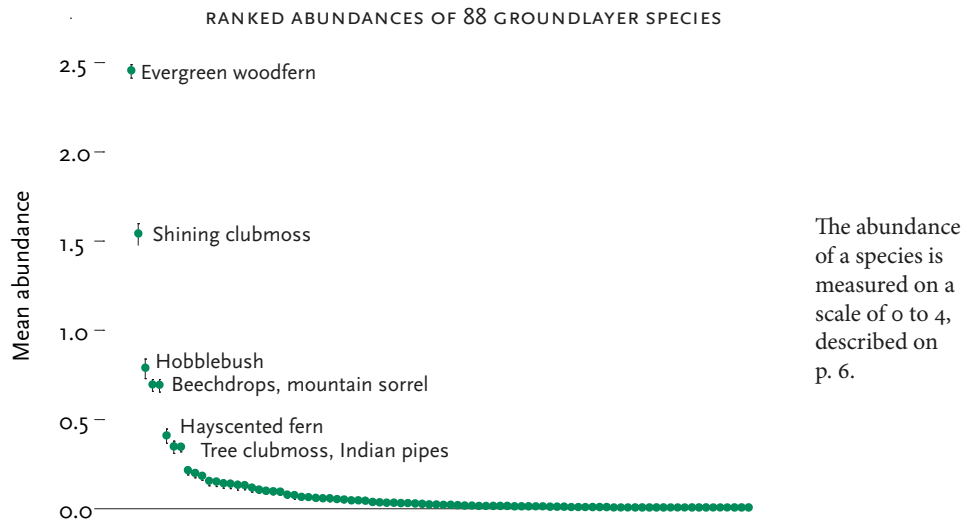 RANKED ABUNDANCES OF 88 GROUNDLAYER SPECIES
2.5
Evergreen woodfern
2.0
Mean abundance
1.5
Shining clubmoss
1.0
Hobblebush
Beechdrops, mountain sorrel
0.5
Hayscented fern
Tree clubmoss, Indian pipes
0.0
The abundance
of a species is
measured on a
scale of 0 to 4,
described on
p. 6.